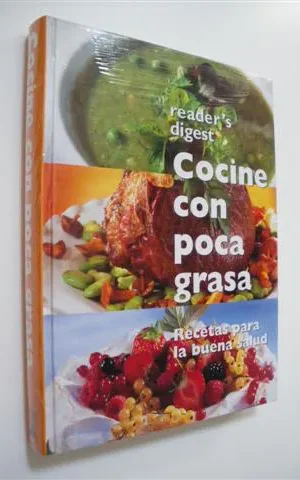 Cocine con poca grasa
reader's
digest
Cocine
con
poca
grasa
Recetas para
la buena salud